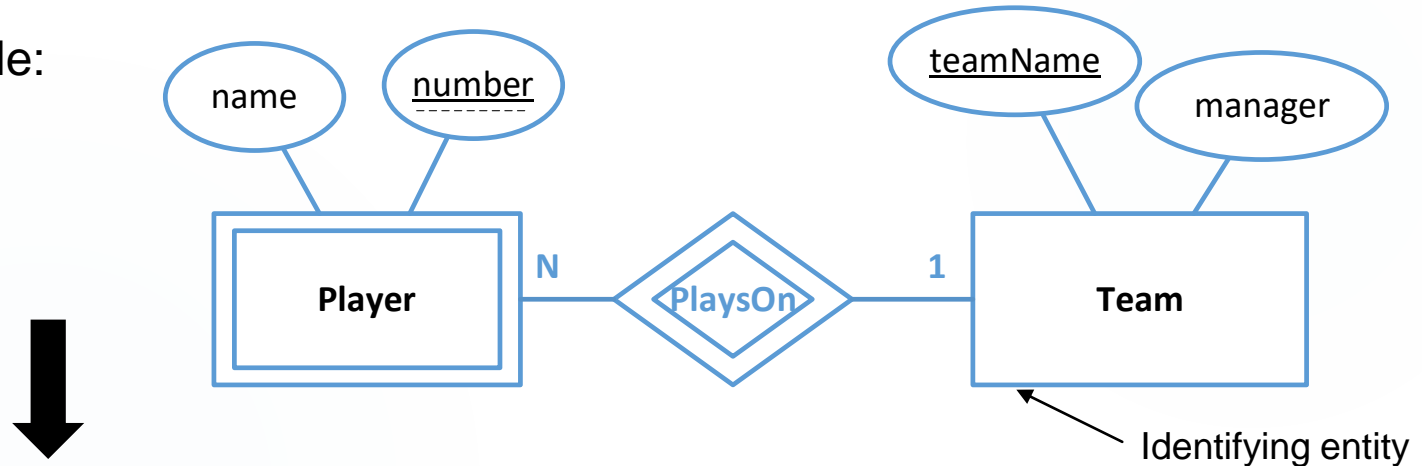 le:
name
number
teamName
manager
Player
N
PlaysOn
1
Team
Identifying entity